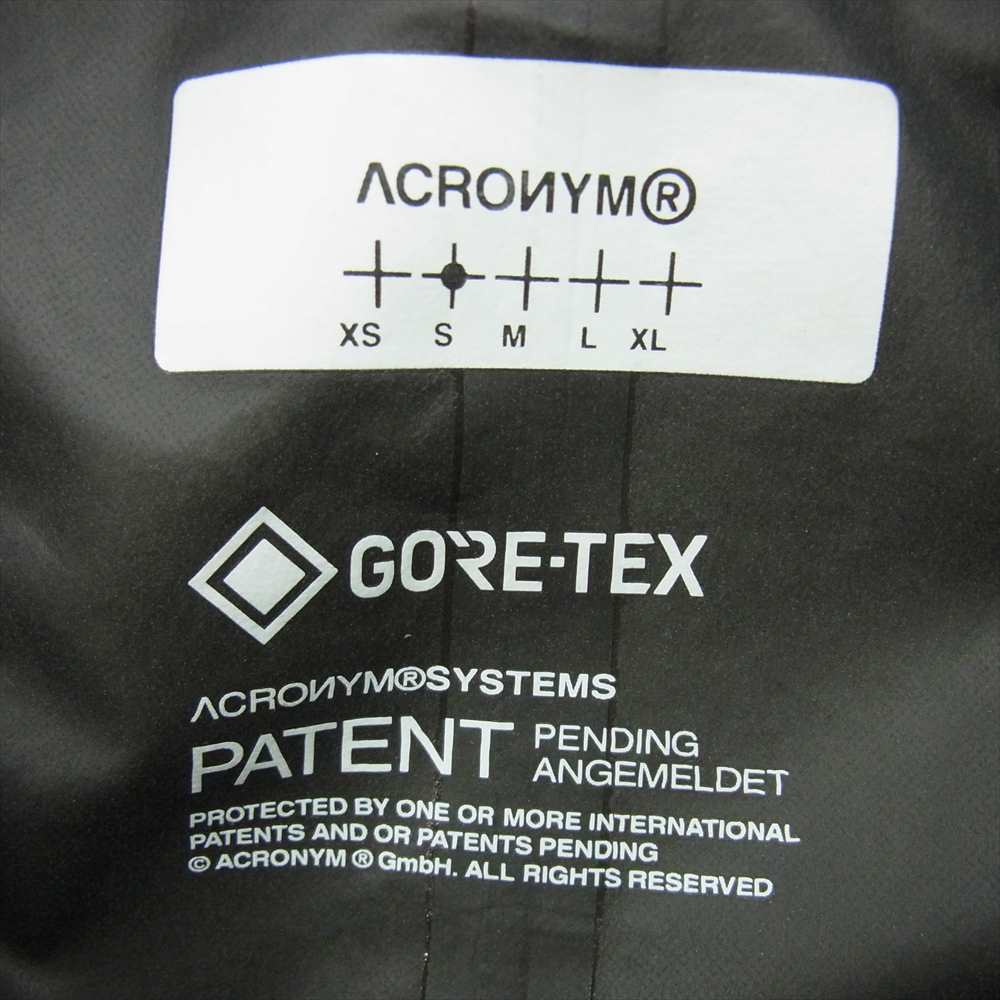 ACRONYM®
XS S M L XL
GORE-TEX
ACRONYM®SYSTEMS
PATENT PENDING
ANGEMELDET
PROTECTED BY ONE OR MORE INTERNATIONAL
PATENTS AND OR PATENTS PENDING
© ACRONYM ® GmbH. ALL RIGHTS RESERVED